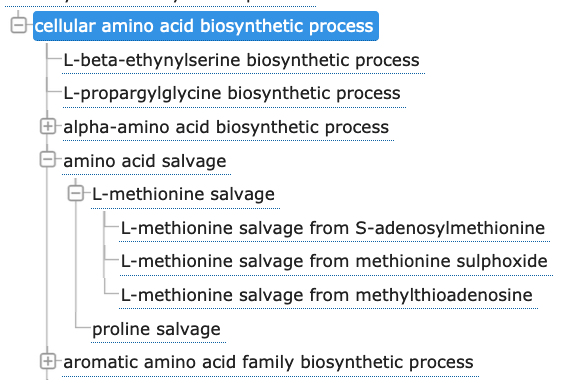 cellular amino acid biosynthetic process
L-beta-ethynylserine biosynthetic process
L-propargylglycine biosynthetic process
alpha-amino acid biosynthetic process
amino acid salvage
L-methionine salvage
L-methionine salvage from S-adenosylmethionine
L-methionine salvage from methionine sulphoxide
L-methionine salvage from methylthioadenosine
proline salvage
aromatic amino acid family biosynthetic process